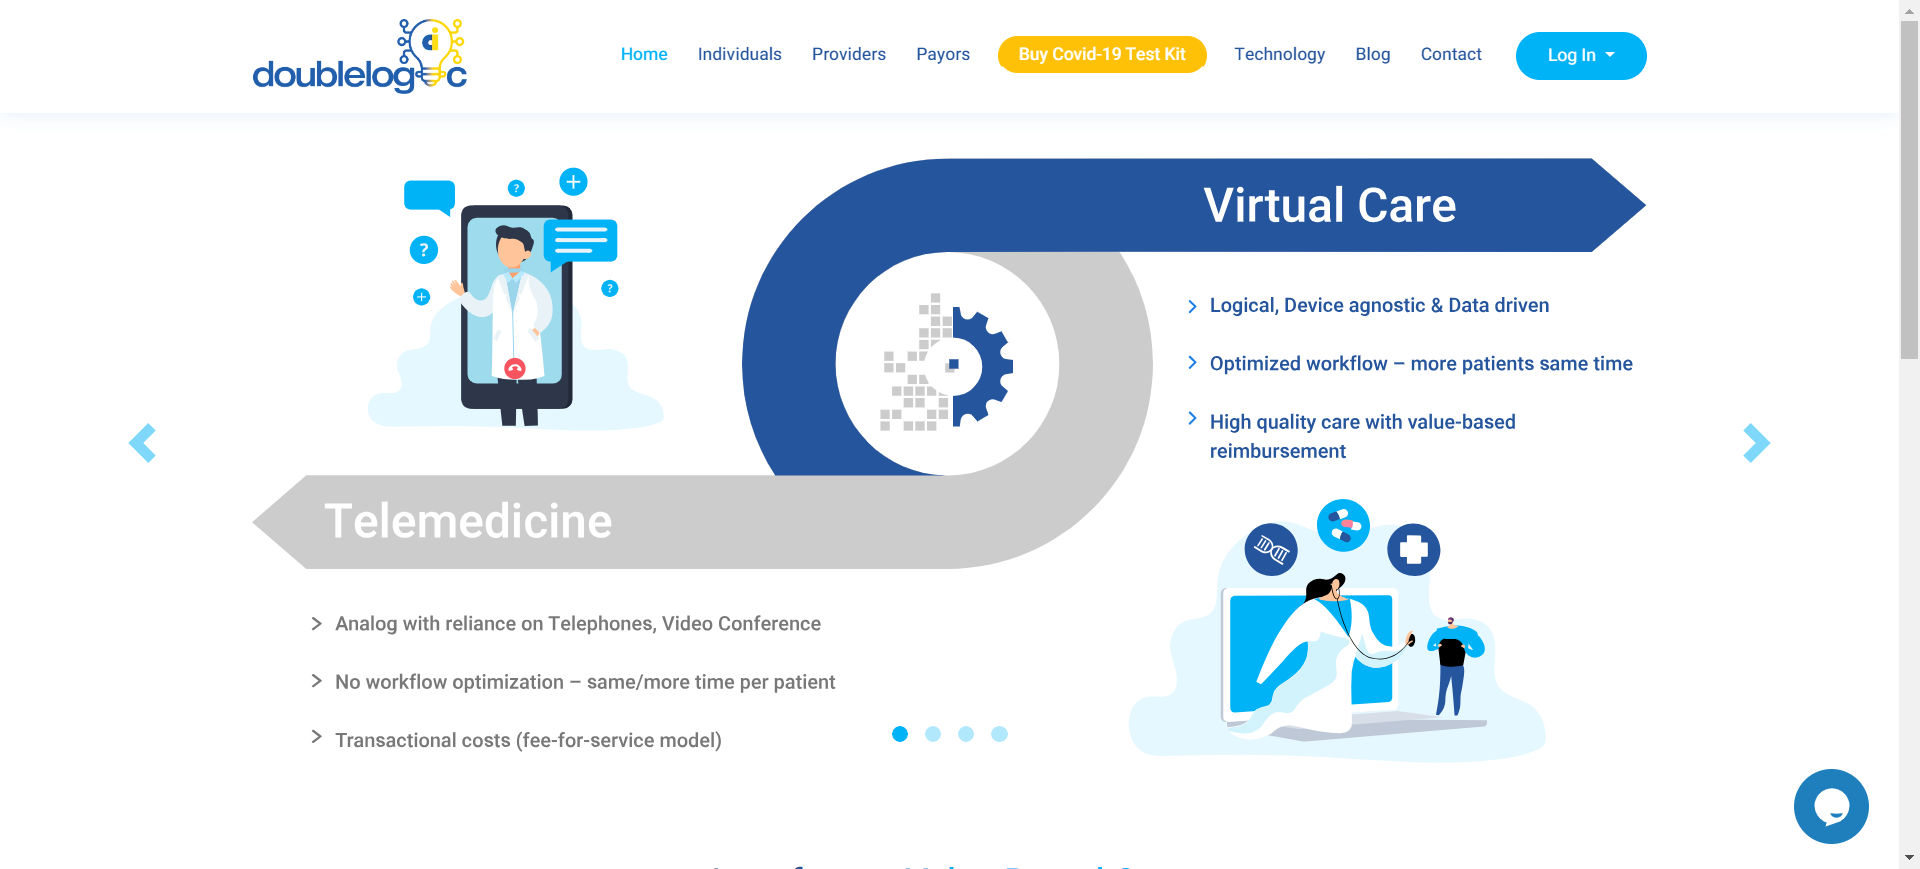 doublelogic
Home
Individuals
Providers
Payors
Buy Covid-19 Test Kit
Technology
Blog
Contact
Log In
Virtual Care
Logical, Device agnostic & Data driven
Optimized workflow – more patients same time
High quality care with value-based
reimbursement
Telemedicine
Analog with reliance on Telephones, Video Conference
No workflow optimization – same/more time per patient
Transactional costs (fee-for-service model)